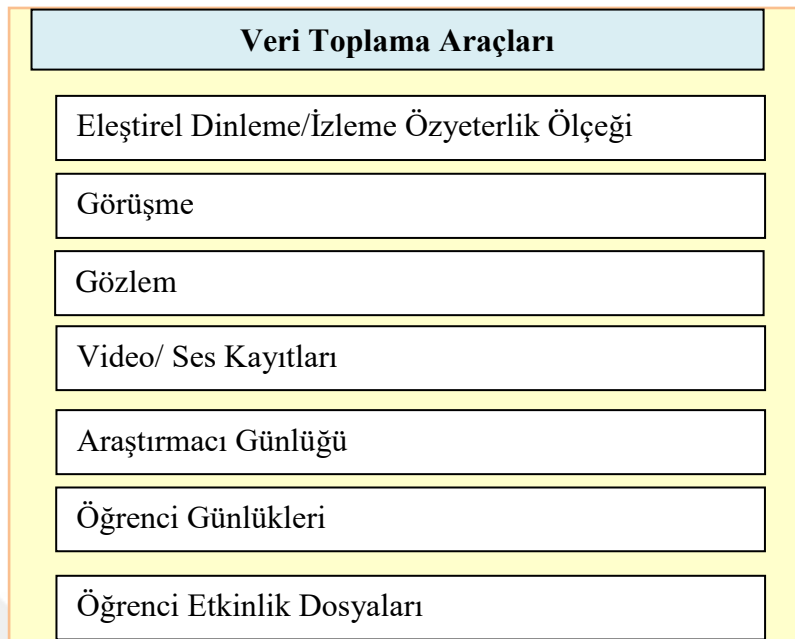 Veri Toplama Araçları
Eleştirel Dinleme/İzleme Özyeterlik Ölçeği
Görüşme
Gözlem
Video/ Ses Kayıtları
Araştırmacı Günlüğü
Öğrenci Günlükleri
Öğrenci Etkinlik Dosyaları